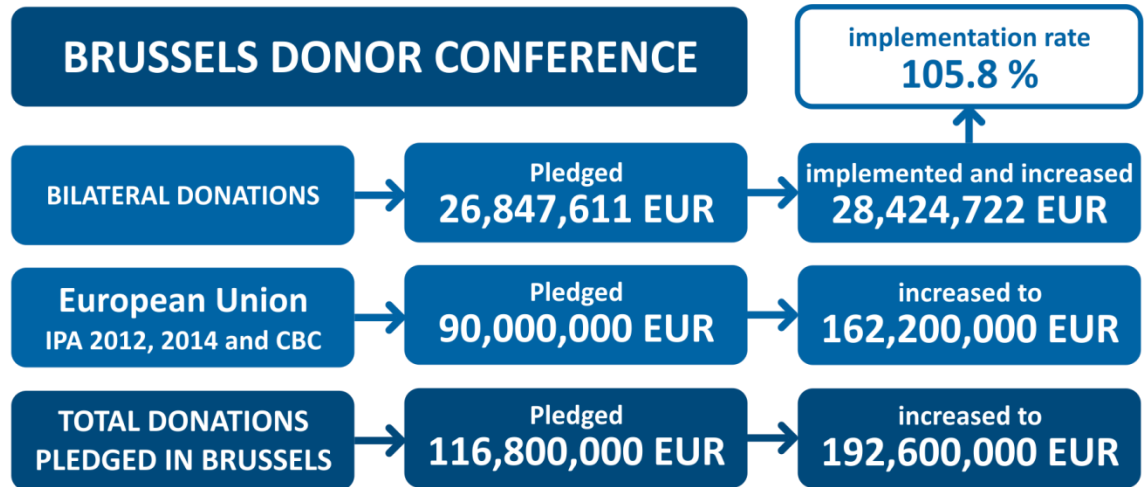 BRUSSELS DONOR CONFERENCE
implementation rate
105.8 %
BILATERAL DONATIONS
Pledged
26,847,611 EUR
implemented and increased
28,424,722 EUR
European Union
IPA 2012, 2014 and CBC
Pledged
90,000,000 EUR
increased to
162,200,000 EUR
TOTAL DONATIONS
PLEDGED IN BRUSSELS
Pledged
116,800,000 EUR
increased to
192,600,000 EUR